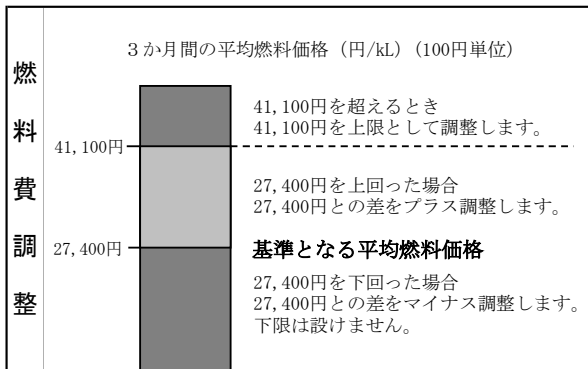 燃料費調整
3か月間の平均燃料価格(円/kL)(100円単位)
41,100円を超えるとき
41,100円を上限として調整します。
41,100円
27,400円を上回った場合
27,400円との差をプラス調整します。
27,400円
基準となる平均燃料価格
27,400円を下回った場合
27,400円との差をマイナス調整します。
下限は設けません。